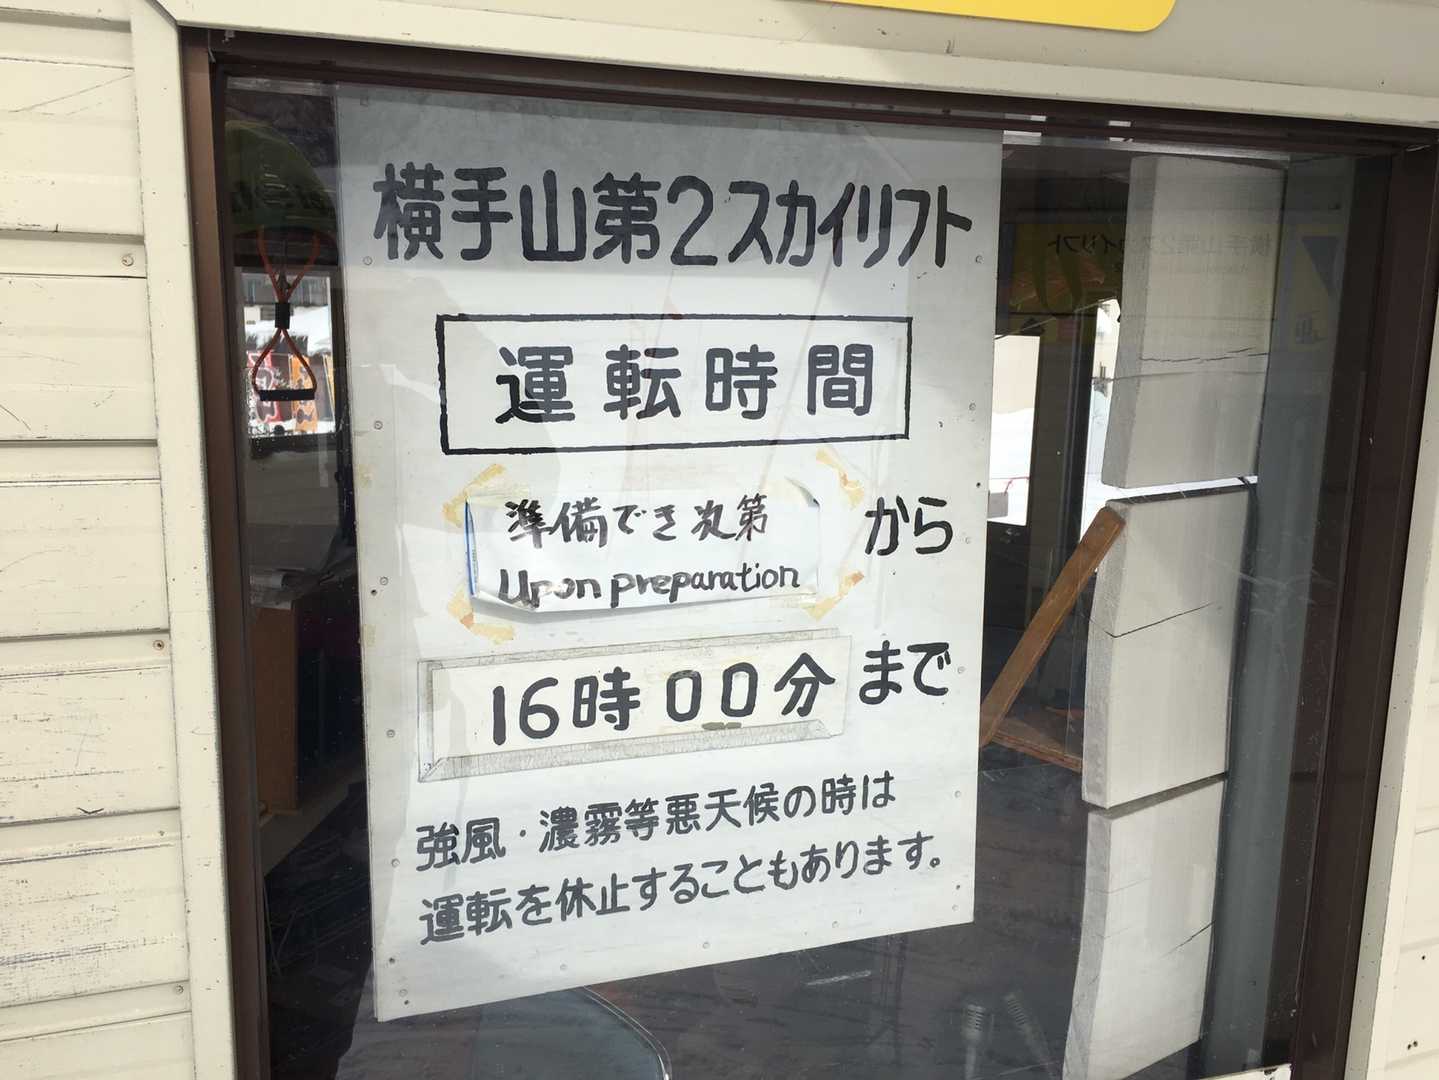 横手山第2スカイリフト
運転時間
準備でき次第 から
Upon preparation
16時00分 まで
強風・濃霧等悪天候の時は
運転を休止することもあります。